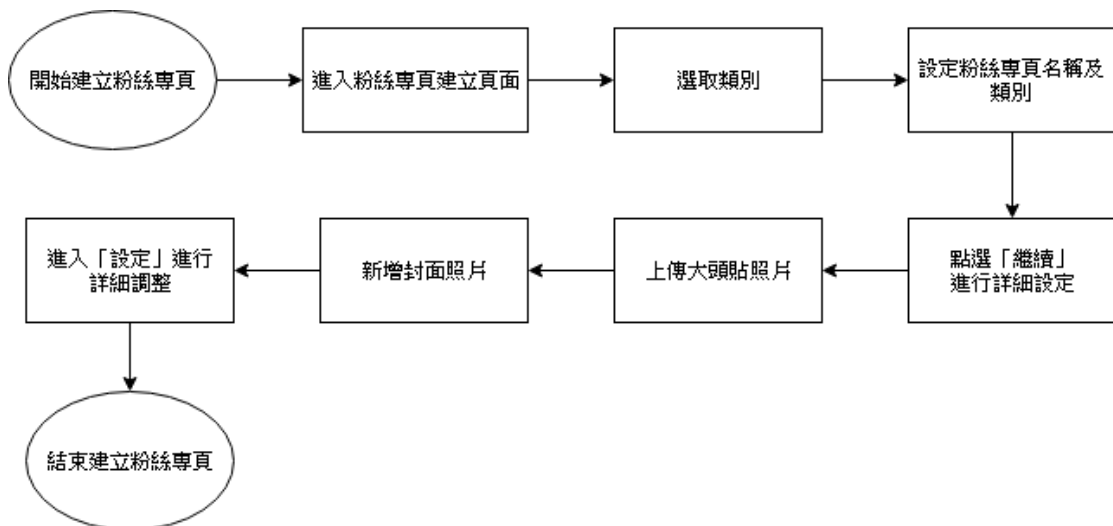 開始建立粉絲專頁
進入粉絲專頁建立頁面
選取類別
設定粉絲專頁名稱及
類別
點選「繼續」
進行詳細設定
上傳大頭貼照片
新增封面照片
進入「設定」進行
詳細調整
結束建立粉絲專頁